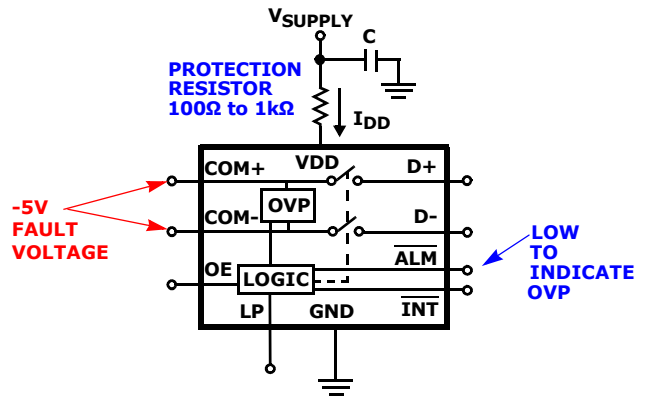 VSUPPLY
C
PROTECTION
RESISTOR
100Ω to 1kΩ
IDD
COM+
VDD
D+
OVP
-5V
FAULT
VOLTAGE
COM-
D-
LOW
TO
INDICATE
OVP
ALM
OE
LOGIC
LP
GND
INT